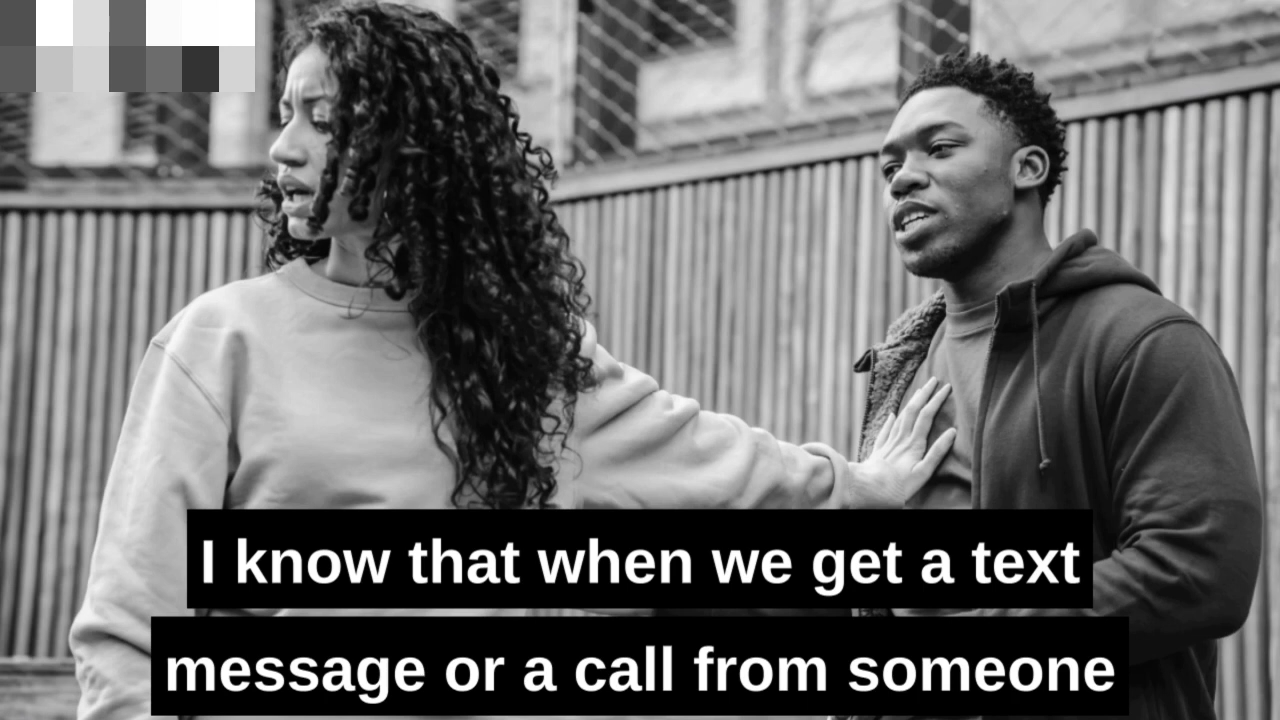 I know that when we get a text
message or a call from someone